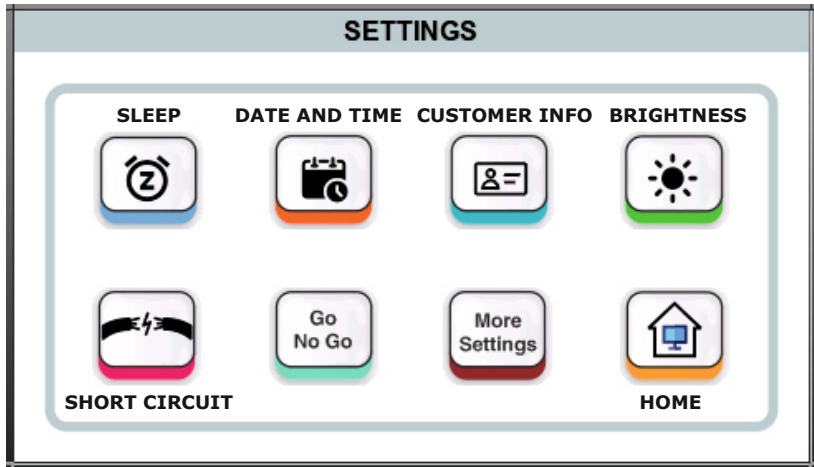 SETTINGS
SLEEP
DATE AND TIME
CUSTOMER INFO
BRIGHTNESS
Z
Go
No Go
More
Settings
SHORT CIRCUIT
HOME